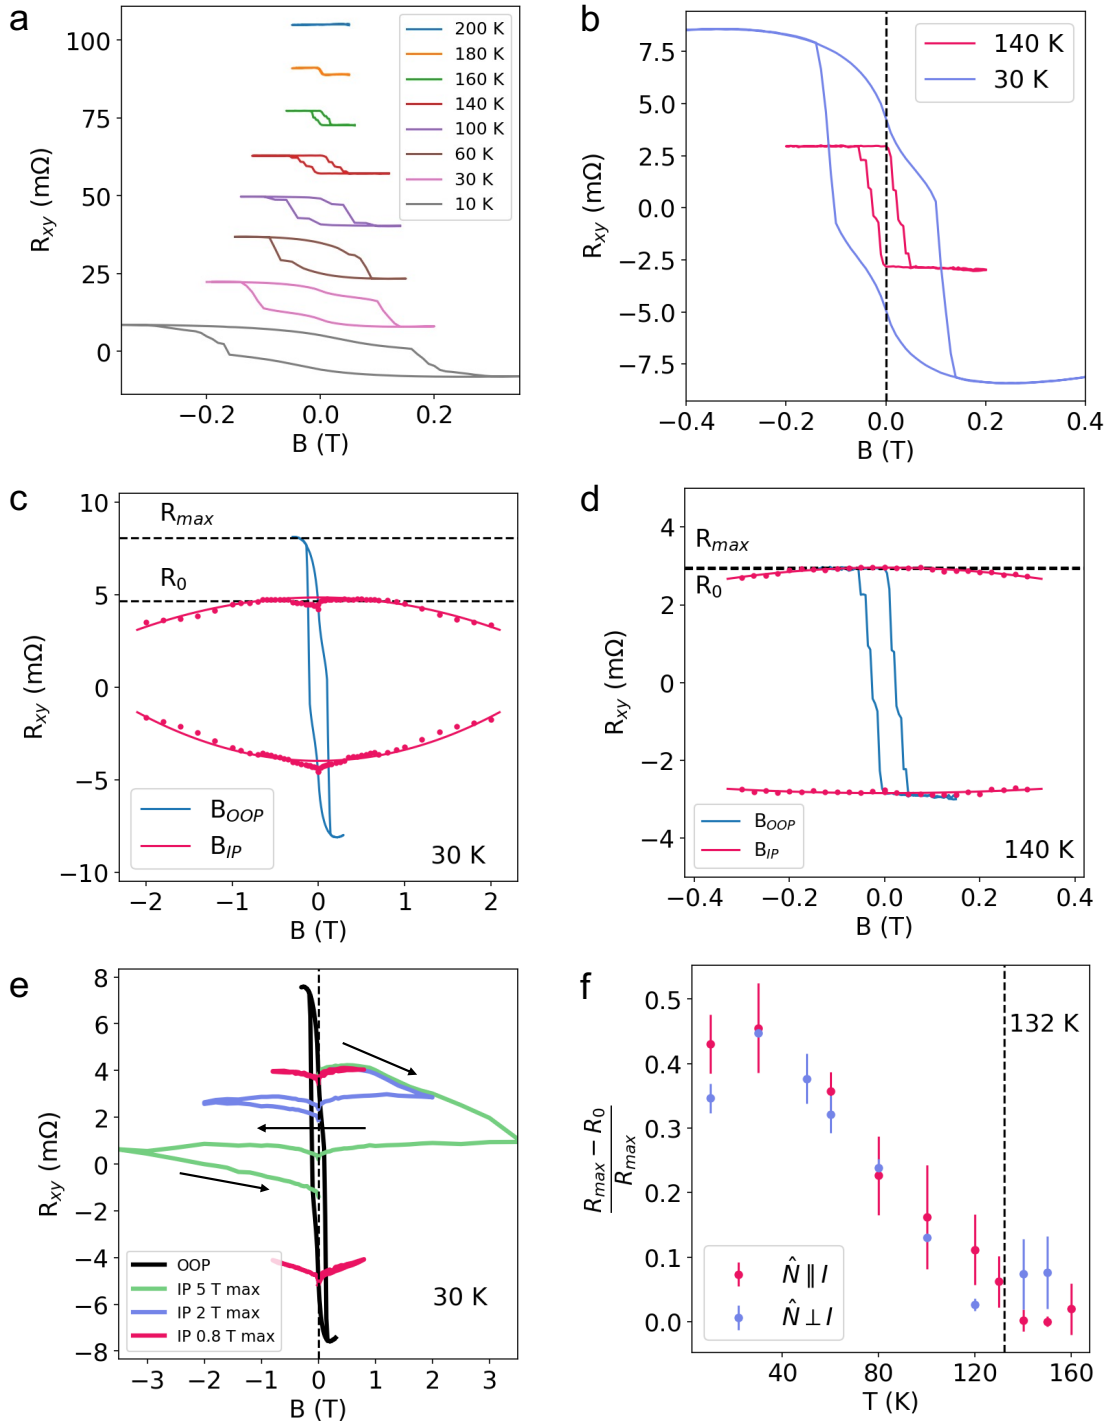 a
100
75
50
25
0
R_xy (mΩ)
−0.2
0.0
0.2
B (T)
200 K
180 K
160 K
140 K
100 K
60 K
30 K
10 K
b
7.5
5.0
2.5
0.0
−2.5
−5.0
−7.5
R_xy (mΩ)
−0.4
−0.2
0.0
0.2
0.4
B (T)
140 K
30 K
c
10
5
0
−5
−10
R_xy (mΩ)
R_max
R_0
B_OOP
B_IP
30 K
−2
−1
0
1
2
B (T)
d
4
2
0
−2
−4
R_xy (mΩ)
R_max
R_0
B_OOP
B_IP
140 K
−0.4
−0.2
0.0
0.2
0.4
B (T)
e
8
6
4
2
0
−2
−4
−6
−8
R_xy (mΩ)
OOP
IP 5 T max
IP 2 T max
IP 0.8 T max
30 K
−3
−2
−1
0
1
2
3
B (T)
f
0.5
0.4
0.3
0.2
0.1
0.0
R_max − R_0
R_max
132 K
N̂ ∥ I
N̂ ⊥ I
40
80
120
160
T (K)